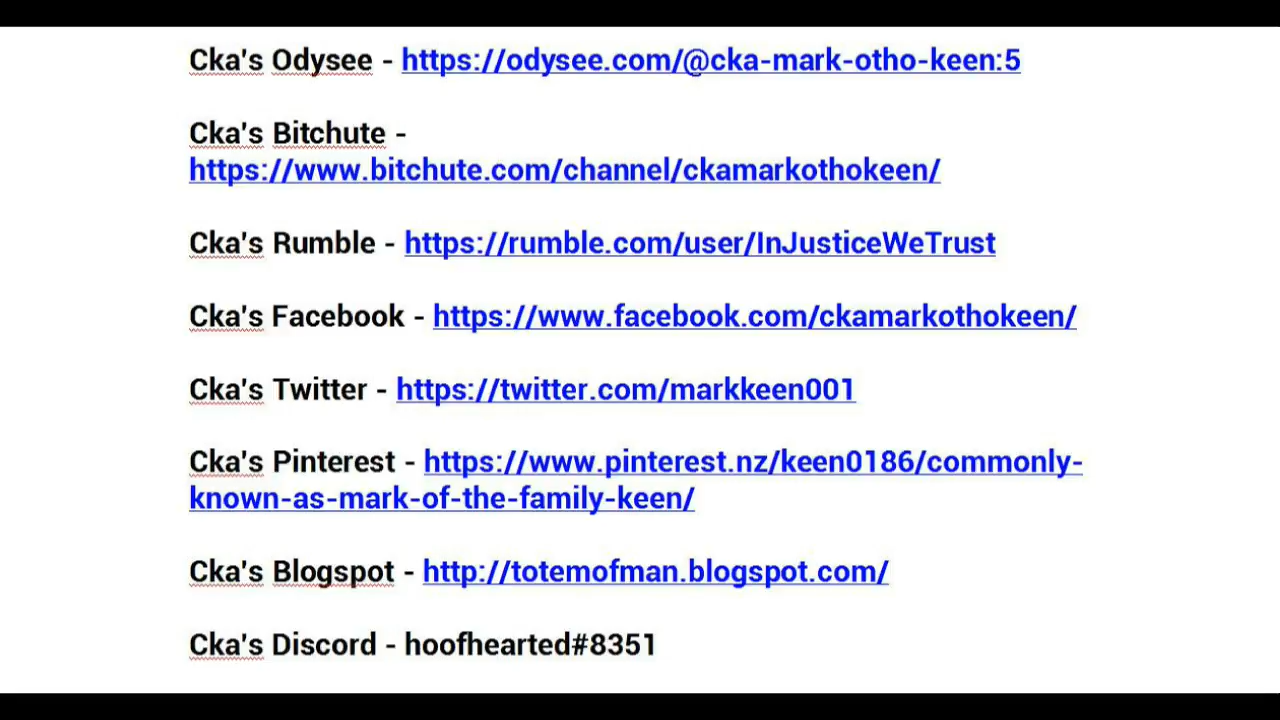 Cka's Odysee - https://odysee.com/@cka-mark-otho-keen:5
Cka's Bitchute -
https://www.bitchute.com/channel/ckamarkothokeen/
Cka's Rumble - https://rumble.com/user/InJusticeWeTrust
Cka's Facebook - https://www.facebook.com/ckamarkothokeen/
Cka's Twitter - https://twitter.com/markkeen001
Cka's Pinterest - https://www.pinterest.nz/keen0186/commonly-
known-as-mark-of-the-family-keen/
Cka's Blogspot - http://totemofman.blogspot.com/
Cka's Discord - hoofhearted#8351